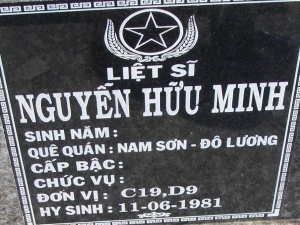 LIỆT SĨ
NGUYỄN HỮU MINH
SINH NĂM :
QUÊ QUÁN : NAM SƠN - ĐÔ LƯƠNG
CẤP BẬC :
CHỨC VỤ :
ĐƠN VỊ : C19,D9
HY SINH : 11-06-1981